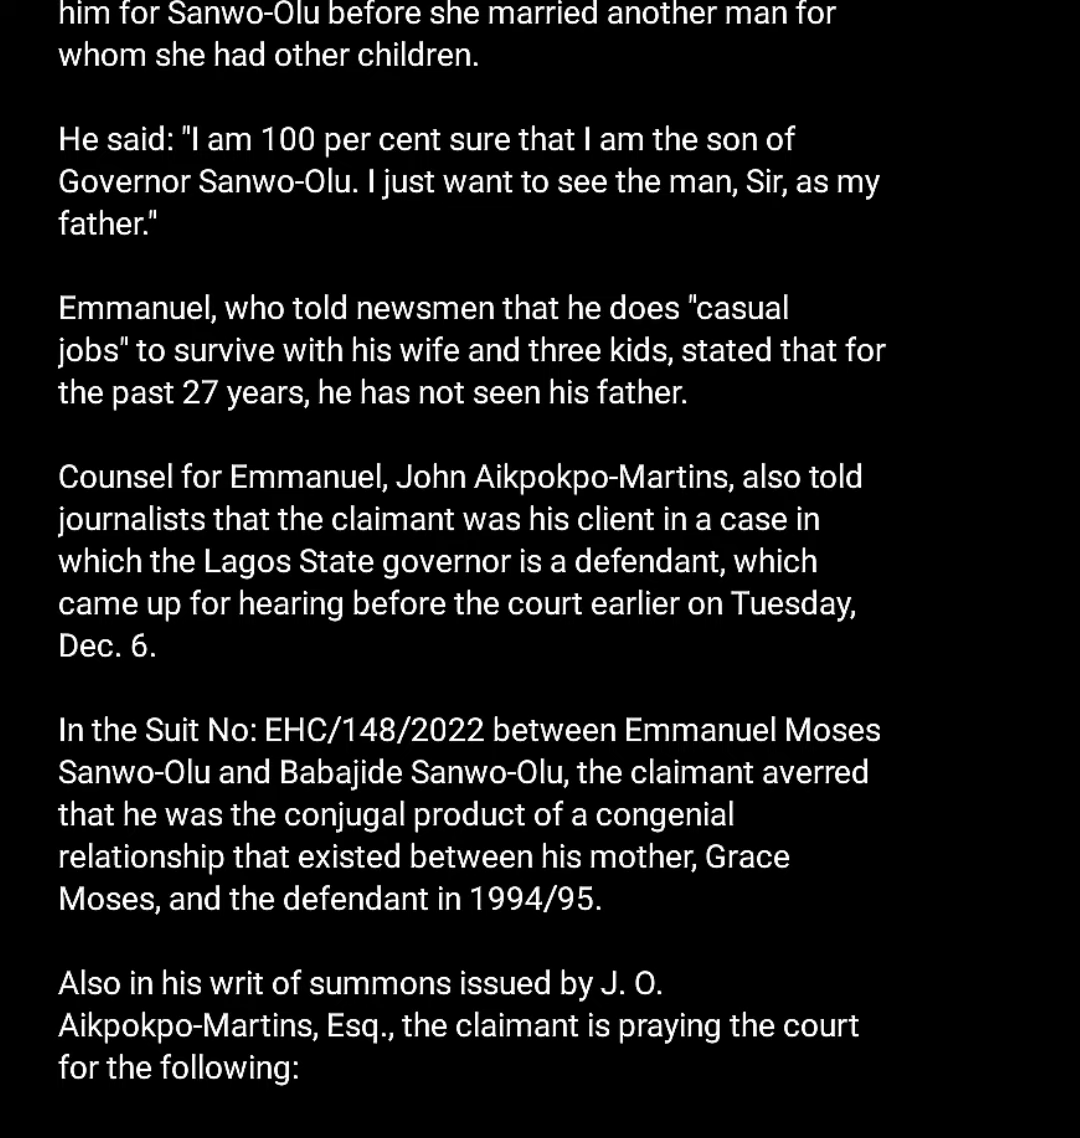 him for Sanwo-Olu before she married another man for
whom she had other children.
He said: "I am 100 per cent sure that I am the son of
Governor Sanwo-Olu. I just want to see the man, Sir, as my
father."
Emmanuel, who told newsmen that he does "casual
jobs" to survive with his wife and three kids, stated that for
the past 27 years, he has not seen his father.
Counsel for Emmanuel, John Aikpokpo-Martins, also told
journalists that the claimant was his client in a case in
which the Lagos State governor is a defendant, which
came up for hearing before the court earlier on Tuesday,
Dec. 6.
In the Suit No: EHC/148/2022 between Emmanuel Moses
Sanwo-Olu and Babajide Sanwo-Olu, the claimant averred
that he was the conjugal product of a congenial
relationship that existed between his mother, Grace
Moses, and the defendant in 1994/95.
Also in his writ of summons issued by J. O.
Aikpokpo-Martins, Esq., the claimant is praying the court
for the following: